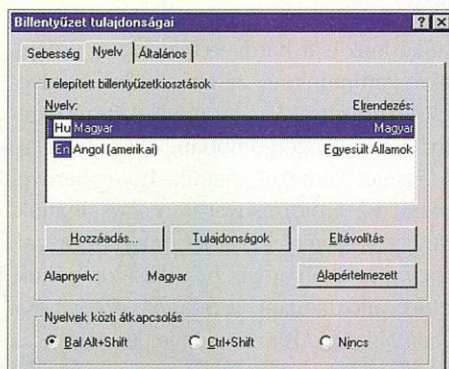 Billentyűzet tulajdonságai
Sebesség Nyelv Általános
Telepített billentyűzetkiosztások
Nyelv: Elrendezés:
Hu Magyar Magyar
En Angol (amerikai) Egyesült Államok
Hozzáadás... Tulajdonságok Eltávolítás
Alapnyelv: Magyar Alapértelmezett
Nyelvek közti átkapcsolás
Bal Alt+Shift Ctrl+Shift Nincs